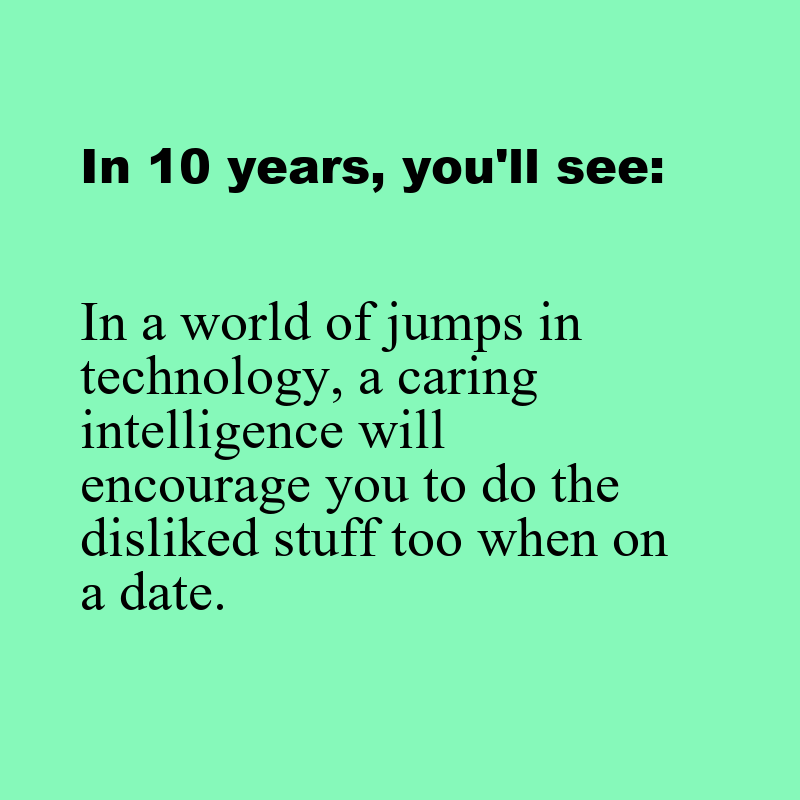 In 10 years, you'll see:
In a world of jumps in
technology, a caring
intelligence will
encourage you to do the
disliked stuff too when on
a date.